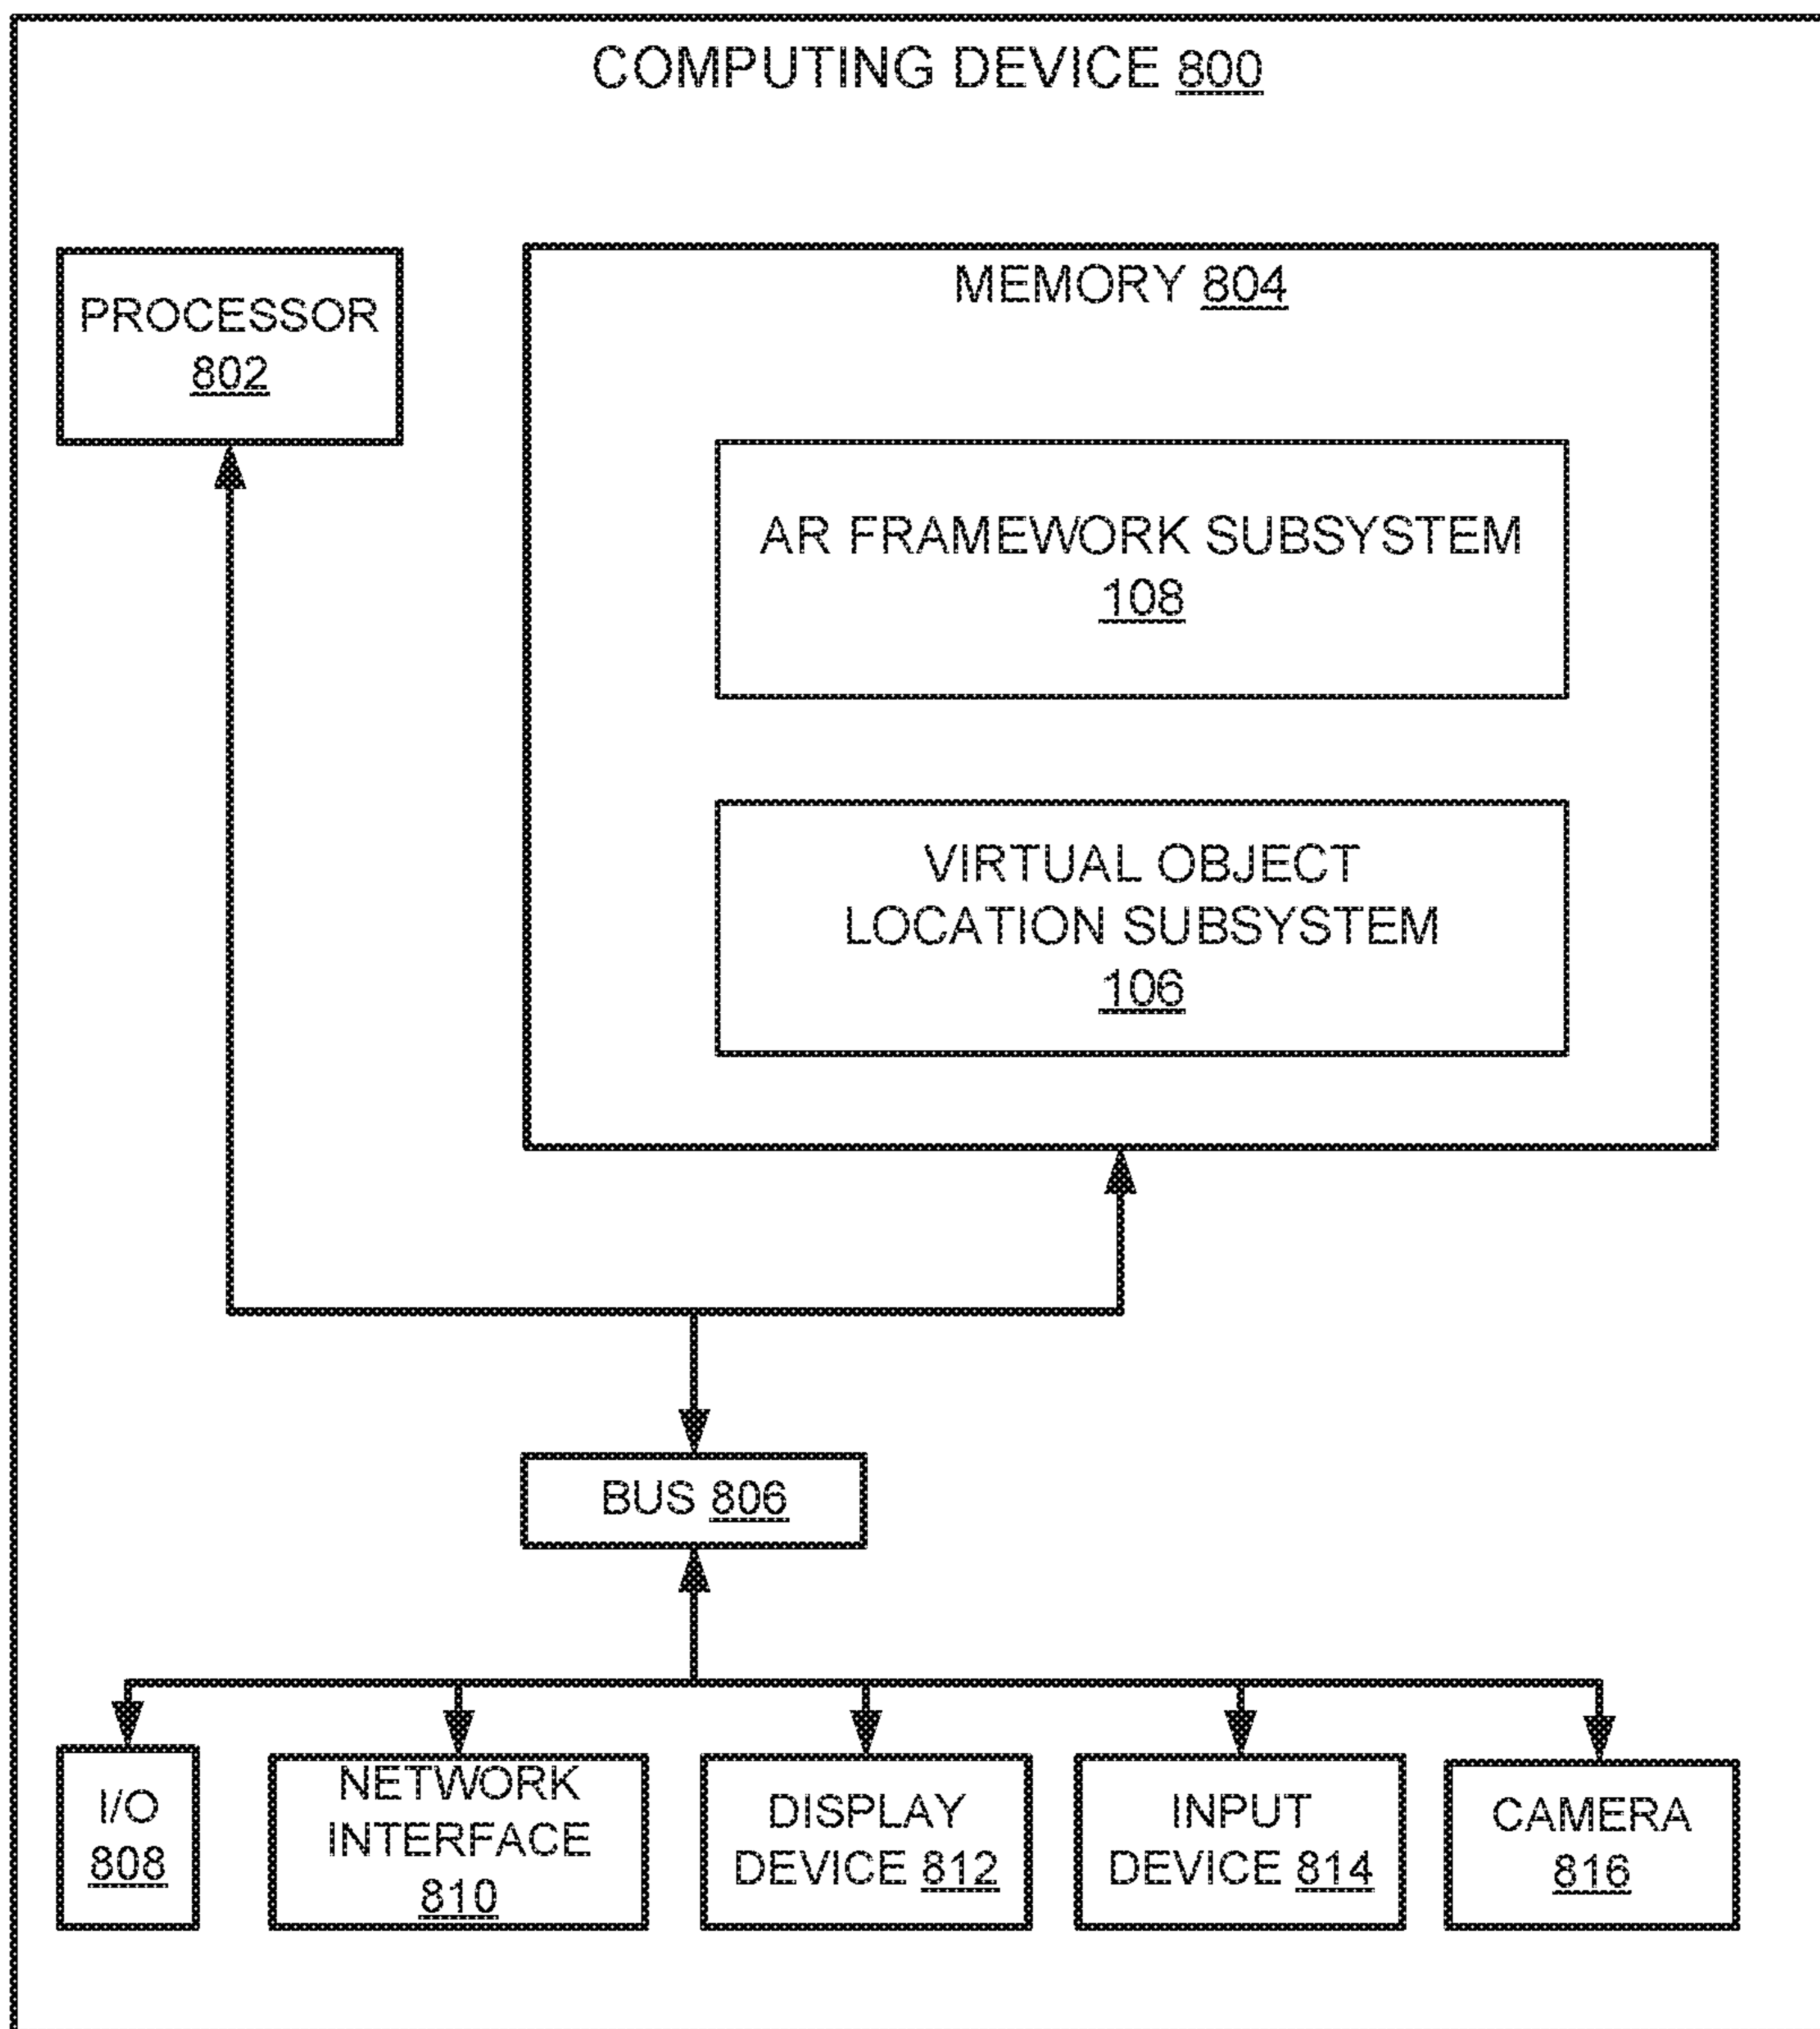 COMPUTING DEVICE 800
PROCESSOR
802
MEMORY 804
AR FRAMEWORK SUBSYSTEM
108
VIRTUAL OBJECT
LOCATION SUBSYSTEM
106
BUS 806
I/O
808
NETWORK
INTERFACE
810
DISPLAY
DEVICE 812
INPUT
DEVICE 814
CAMERA
816